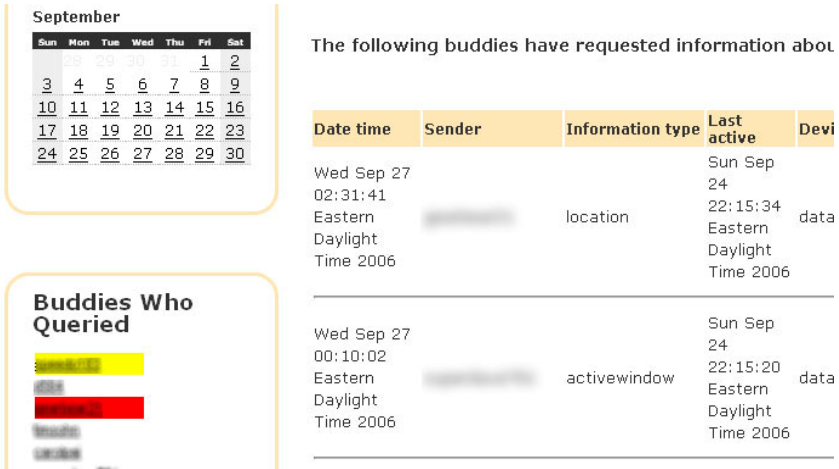 September
Sun Mon Tue Wed Thu Fri Sat
28 29 30 31 1 2
3 4 5 6 7 8 9
10 11 12 13 14 15 16
17 18 19 20 21 22 23
24 25 26 27 28 29 30
Buddies Who
Queried
The following buddies have requested information abou
Date time Sender Information type Last active Devi
Wed Sep 27
02:31:41
Eastern
Daylight
Time 2006
location
Sun Sep
24
22:15:34
Eastern
Daylight
Time 2006
data
Wed Sep 27
00:10:02
Eastern
Daylight
Time 2006
activewindow
Sun Sep
24
22:15:20
Eastern
Daylight
Time 2006
data